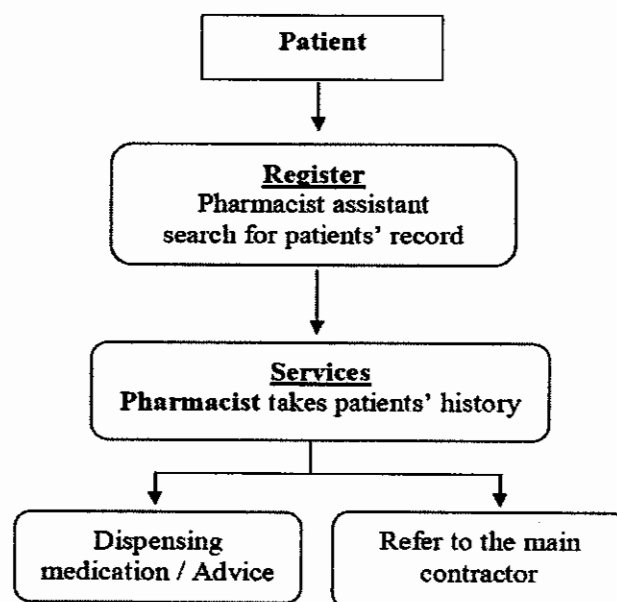 Patient
Register
Pharmacist assistant
search for patients' record
Services
Pharmacist takes patients' history
Dispensing
medication / Advice
Refer to the main
contractor